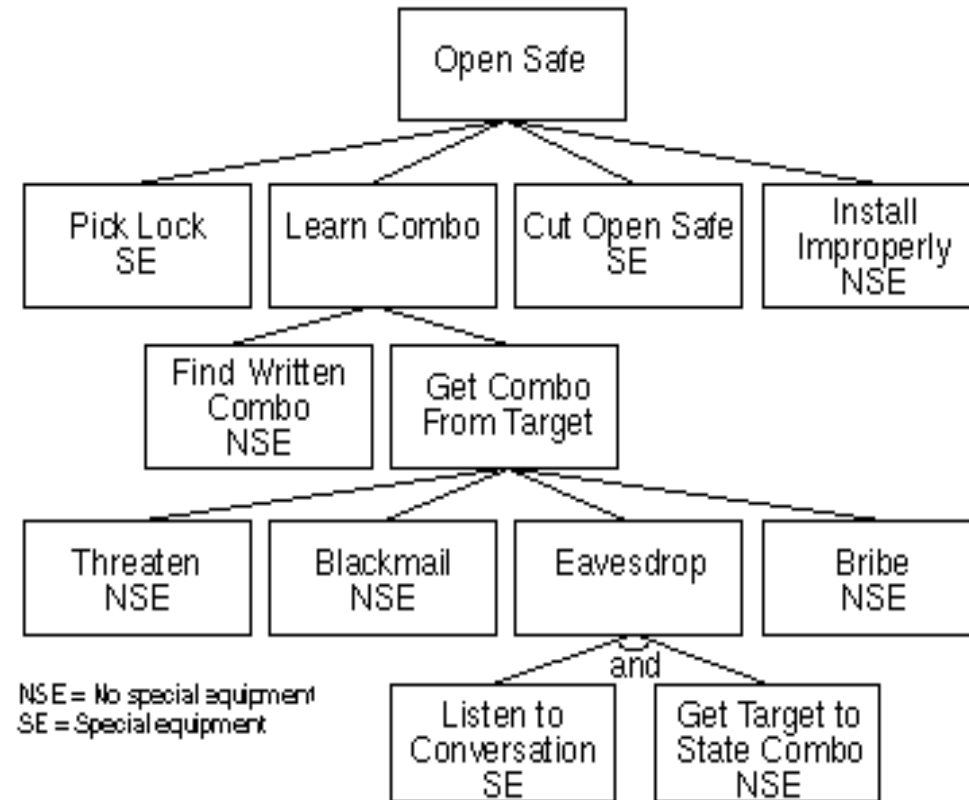 Open Safe
Pick Lock
SE
Learn Combo
Cut Open Safe
SE
Install
Improperly
NSE
Find Written
Combo
NSE
Get Combo
From Target
Threaten
NSE
Blackmail
NSE
Eavesdrop
Bribe
NSE
and
NSE = No special equipment
SE = Special equipment
Listen to
Conversation
SE
Get Target to
State Combo
NSE